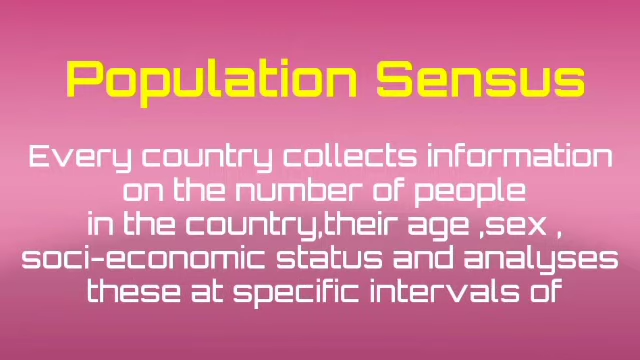 Population Sensus
Every country collects information
on the number of people
in the country,their age ,sex ,
soci-economic status and analyses
these at specific intervals of